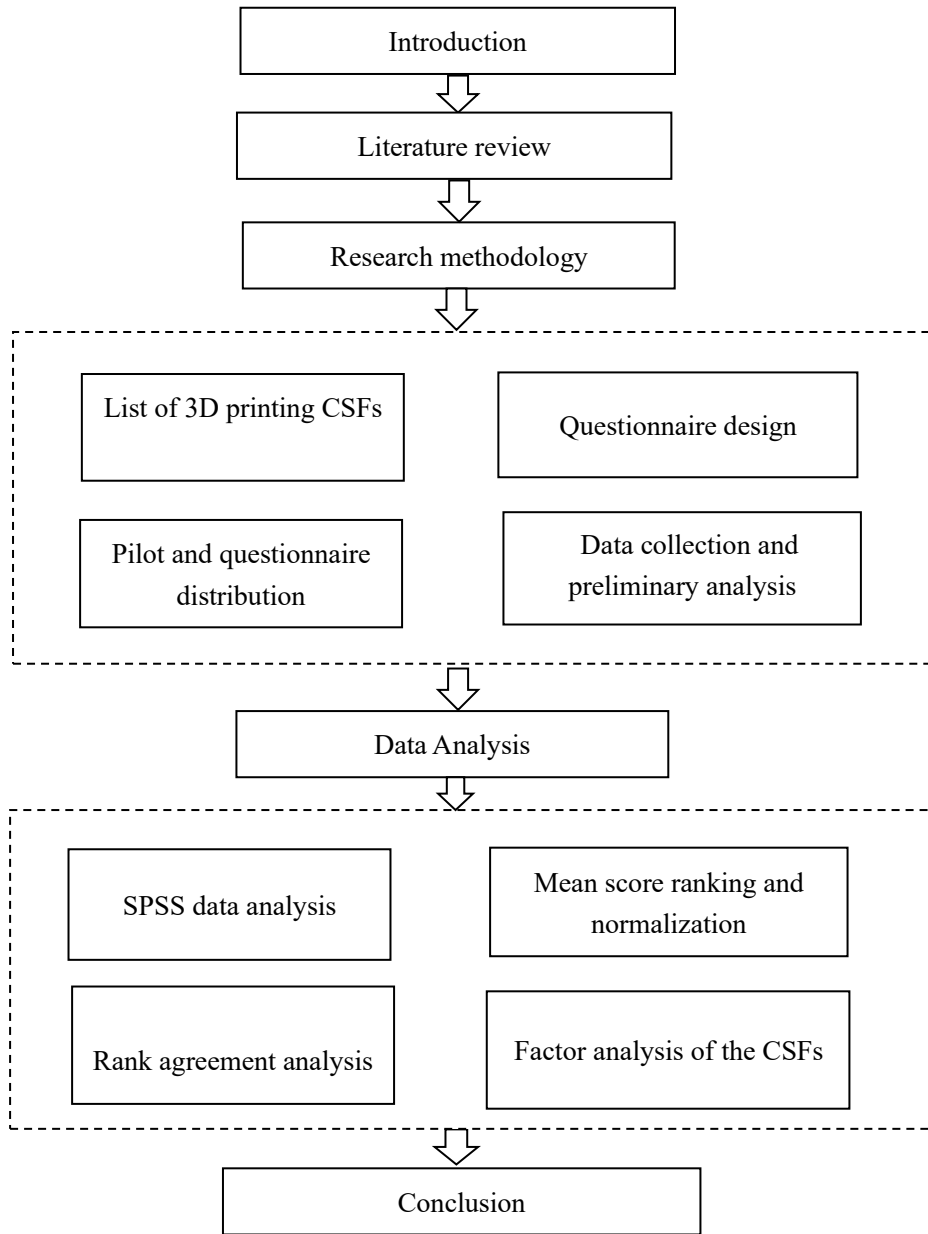 Introduction
Literature review
Research methodology
List of 3D printing CSFs
Questionnaire design
Pilot and questionnaire
distribution
Data collection and
preliminary analysis
Data Analysis
SPSS data analysis
Mean score ranking and
normalization
Rank agreement analysis
Factor analysis of the CSFs
Conclusion